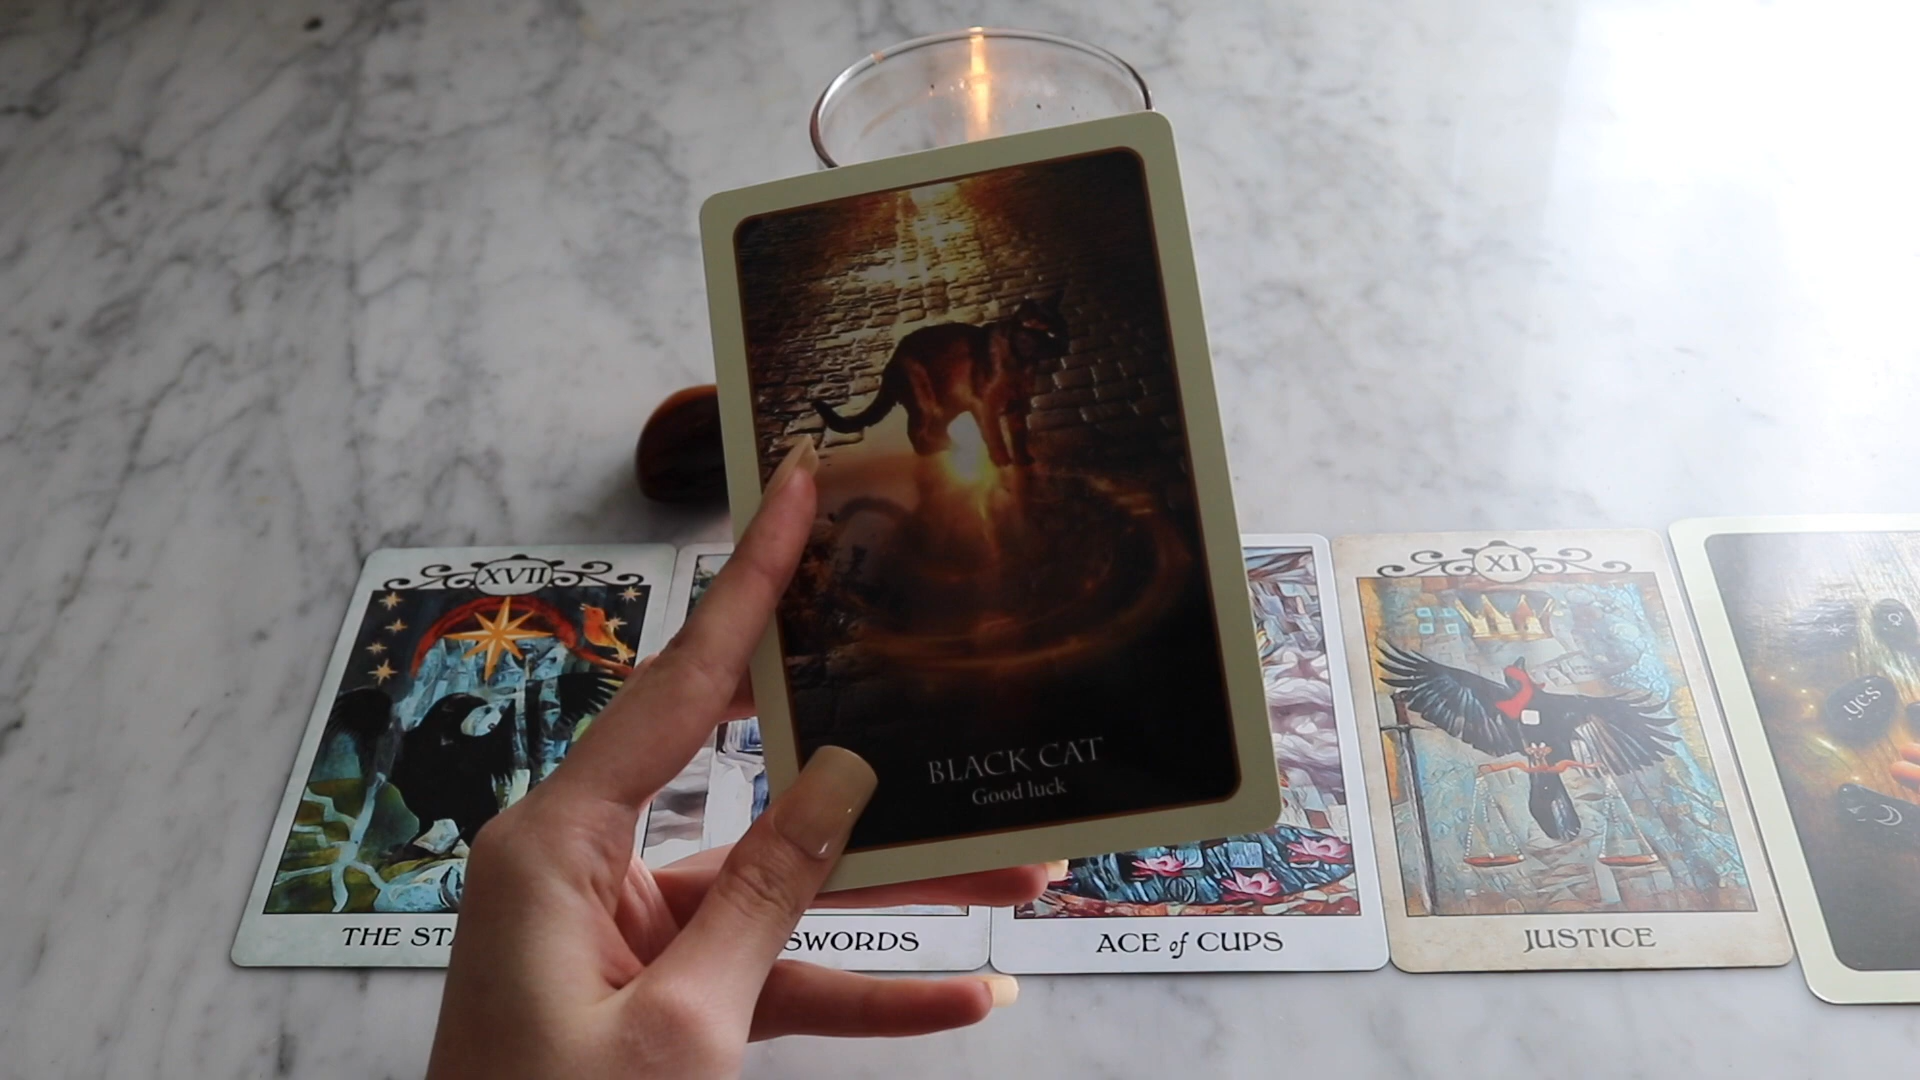 BLACK CAT
Good luck
XVII
THE STA
SWORDS
ACE of CUPS
XI
JUSTICE
yes